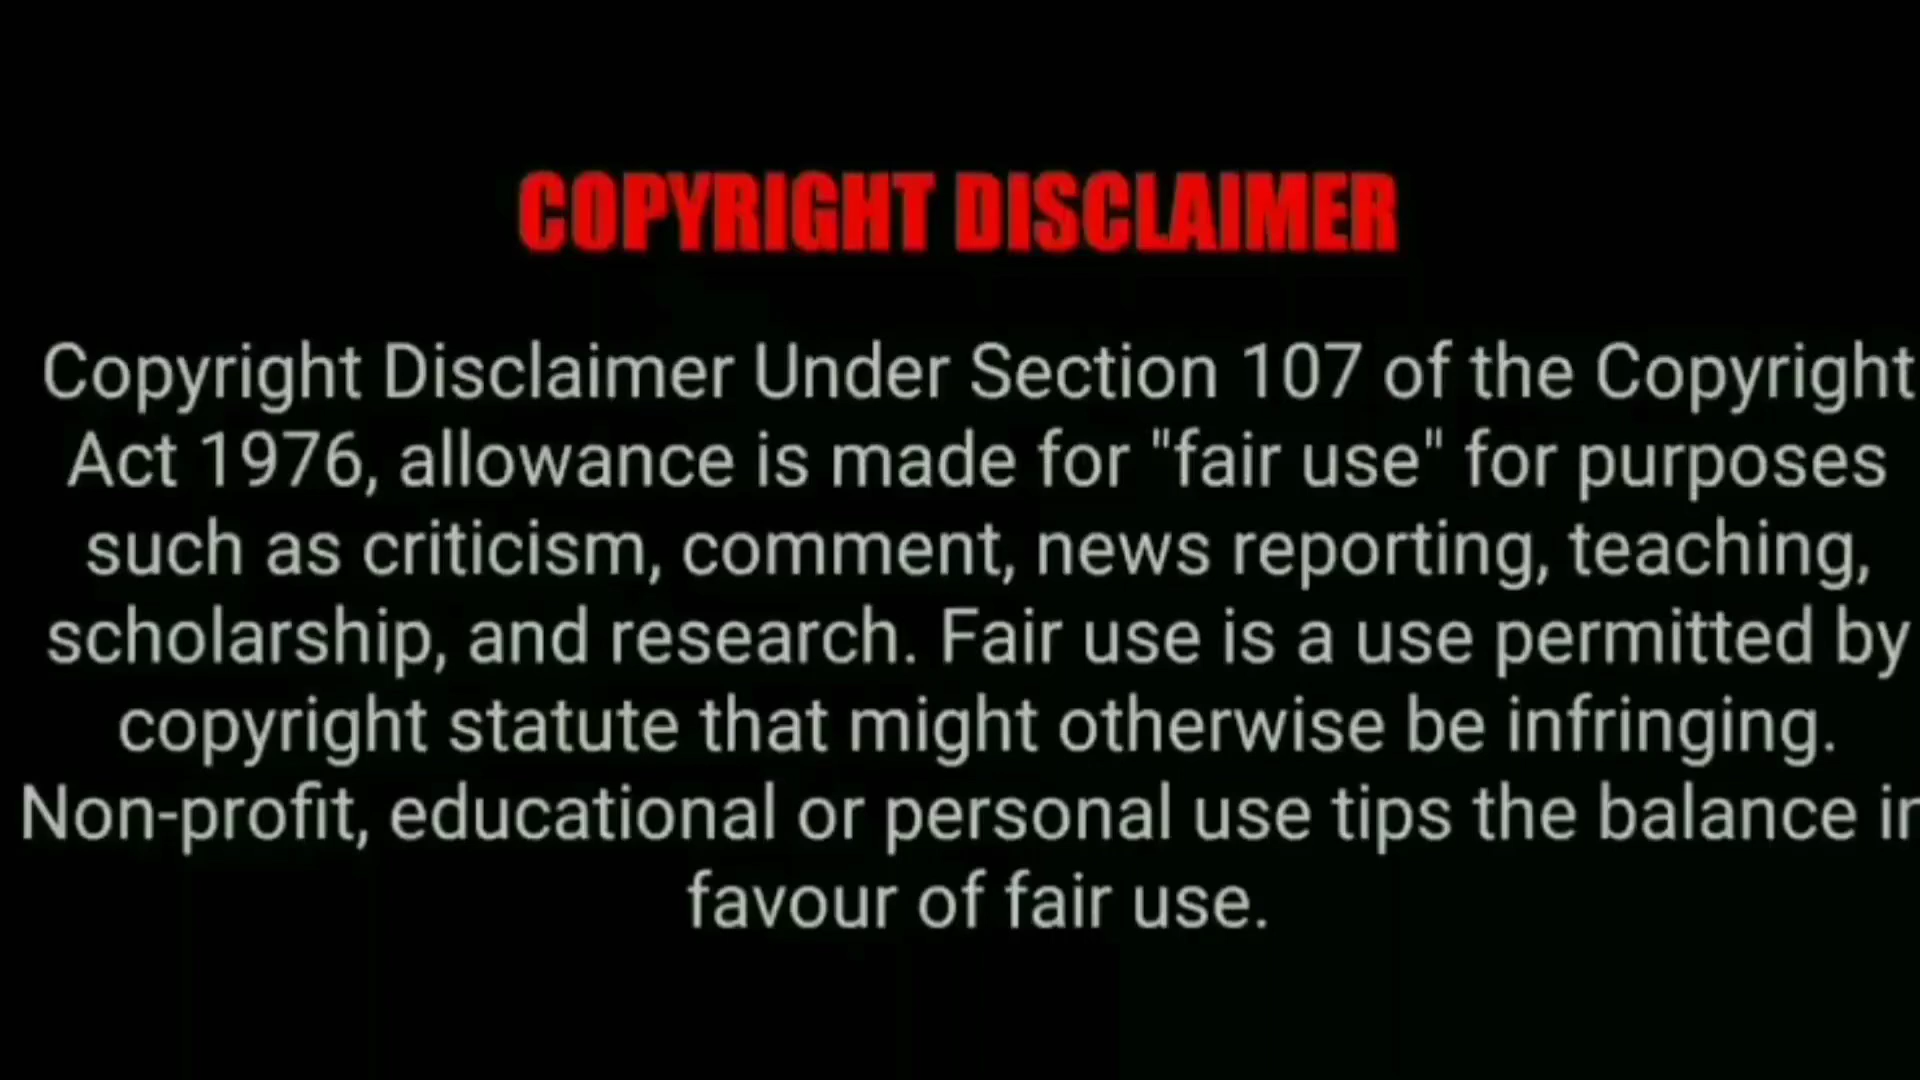 COPYRIGHT DISCLAIMER
Copyright Disclaimer Under Section 107 of the Copyright
Act 1976, allowance is made for "fair use" for purposes
such as criticism, comment, news reporting, teaching,
scholarship, and research. Fair use is a use permitted by
copyright statute that might otherwise be infringing.
Non-profit, educational or personal use tips the balance in
favour of fair use.